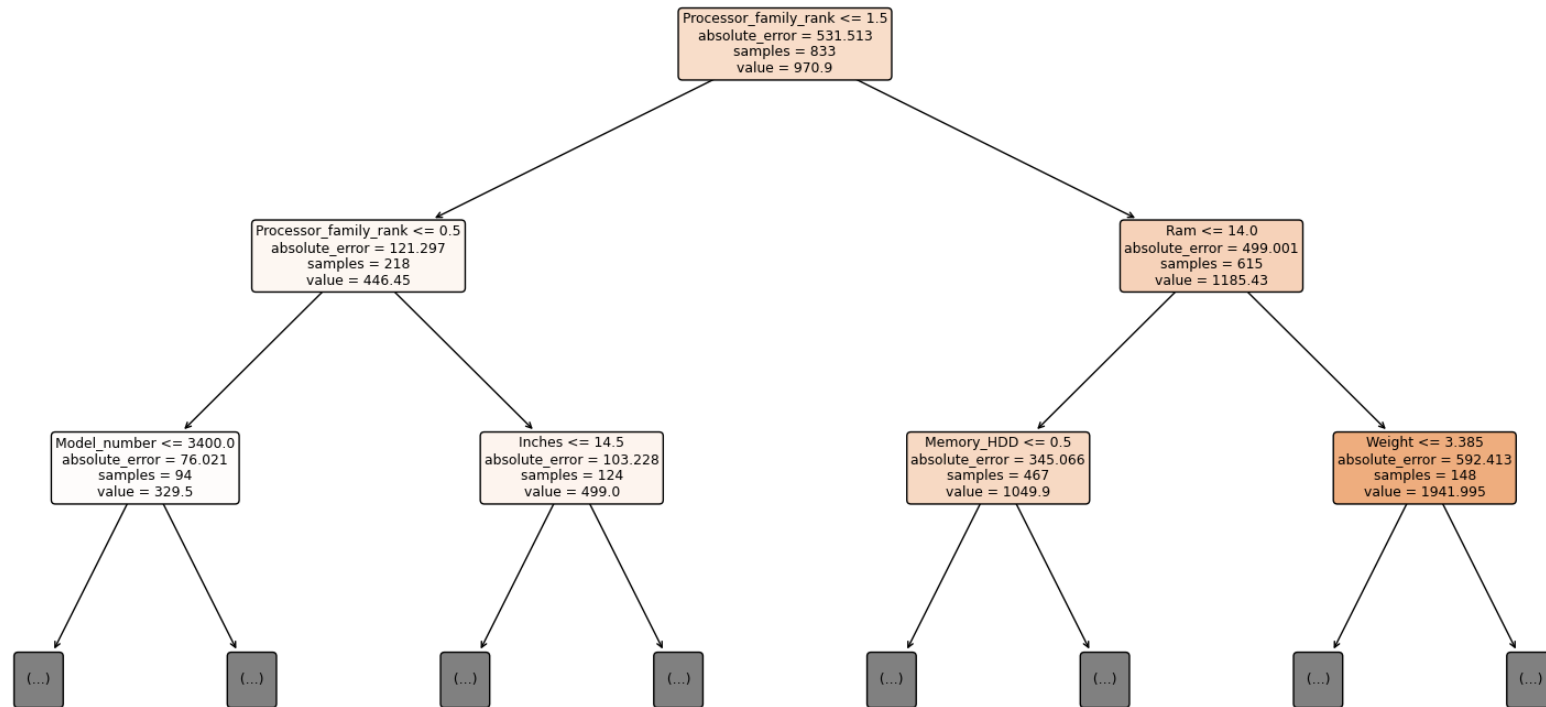 Processor_family_rank <= 1.5
absolute_error = 531.513
samples = 833
value = 970.9
Processor_family_rank <= 0.5
absolute_error = 121.297
samples = 218
value = 446.45
Ram <= 14.0
absolute_error = 499.001
samples = 615
value = 1185.43
Model_number <= 3400.0
absolute_error = 76.021
samples = 94
value = 329.5
Inches <= 14.5
absolute_error = 103.228
samples = 124
value = 499.0
Memory_HDD <= 0.5
absolute_error = 345.066
samples = 467
value = 1049.9
Weight <= 3.385
absolute_error = 592.413
samples = 148
value = 1941.995
(...)
(...)
(...)
(...)
(...)
(...)
(...)
(...)